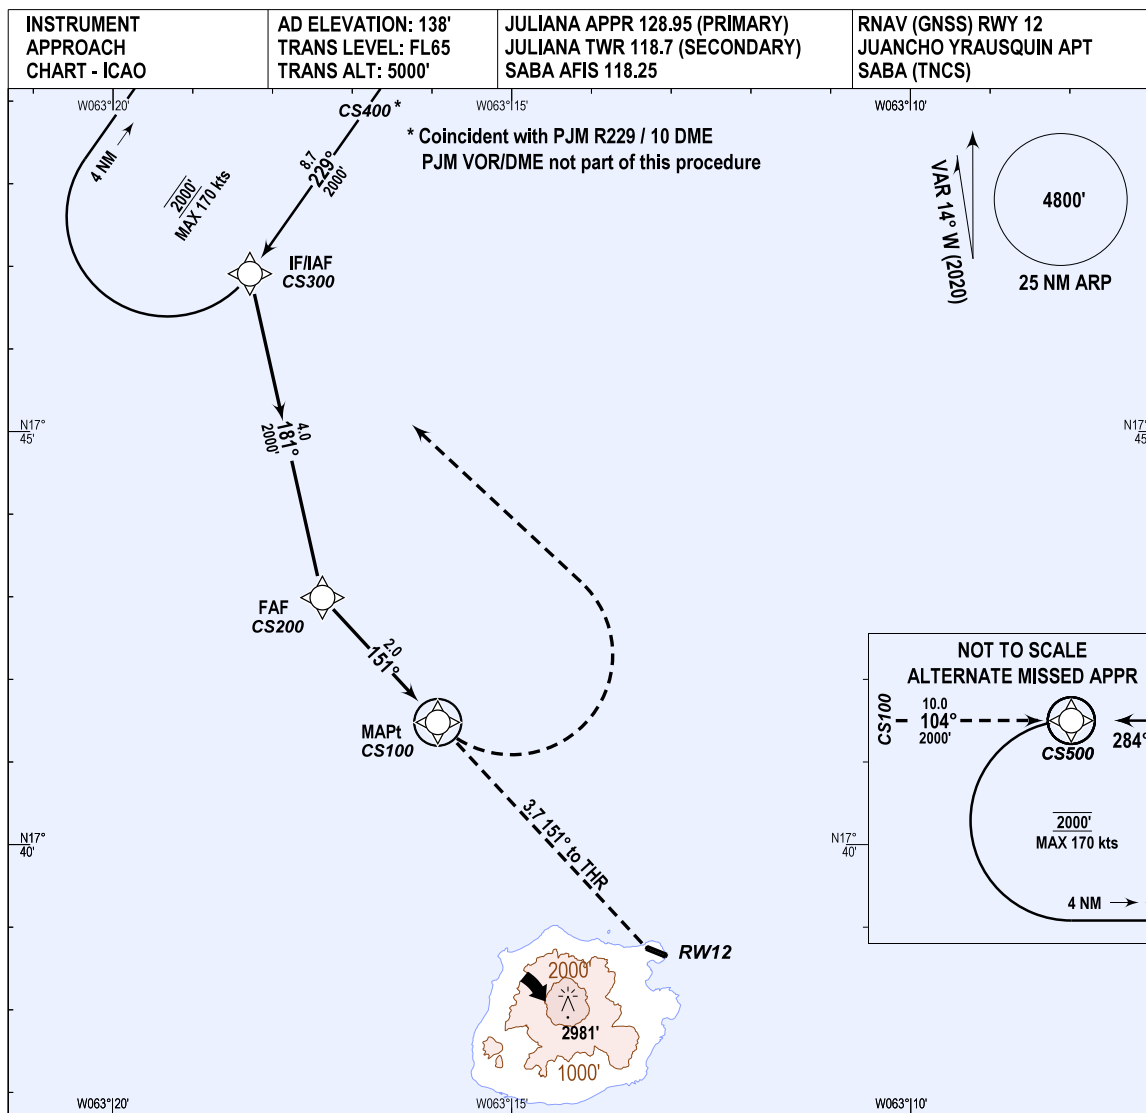 INSTRUMENT
APPROACH
CHART - ICAO
AD ELEVATION: 138'
TRANS LEVEL: FL65
TRANS ALT: 5000'
JULIANA APPR 128.95 (PRIMARY)
JULIANA TWR 118.7 (SECONDARY)
SABA AFIS 118.25
RNAV (GNSS) RWY 12
JUANCHO YRAUSQUIN APT
SABA (TNCS)
W063°20'
W063°15'
W063°10'
CS400 *
* Coincident with PJM R229 / 10 DME
PJM VOR/DME not part of this procedure
4 NM
2000'
MAX 170 kts
8.7
229°
2000'
VAR 14° W (2020)
4800'
25 NM ARP
IF/IAF
CS300
N17°
45'
N17°
45'
4.0
181°
2000'
FAF
CS200
2.0
151°
MAPt
CS100
3.7 151° to THR
NOT TO SCALE
ALTERNATE MISSED APPR
CS100
10.0
104°
2000'
CS500
284°
2000'
MAX 170 kts
4 NM
N17°
40'
N17°
40'
RW12
2000'
2981'
1000'
W063°20'
W063°15'
W063°10'